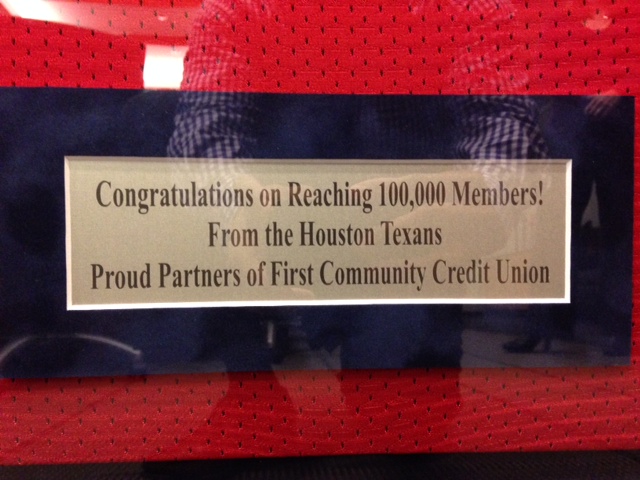 Congratulations on Reaching 100,000 Members!
From the Houston Texans
Proud Partners of First Community Credit Union